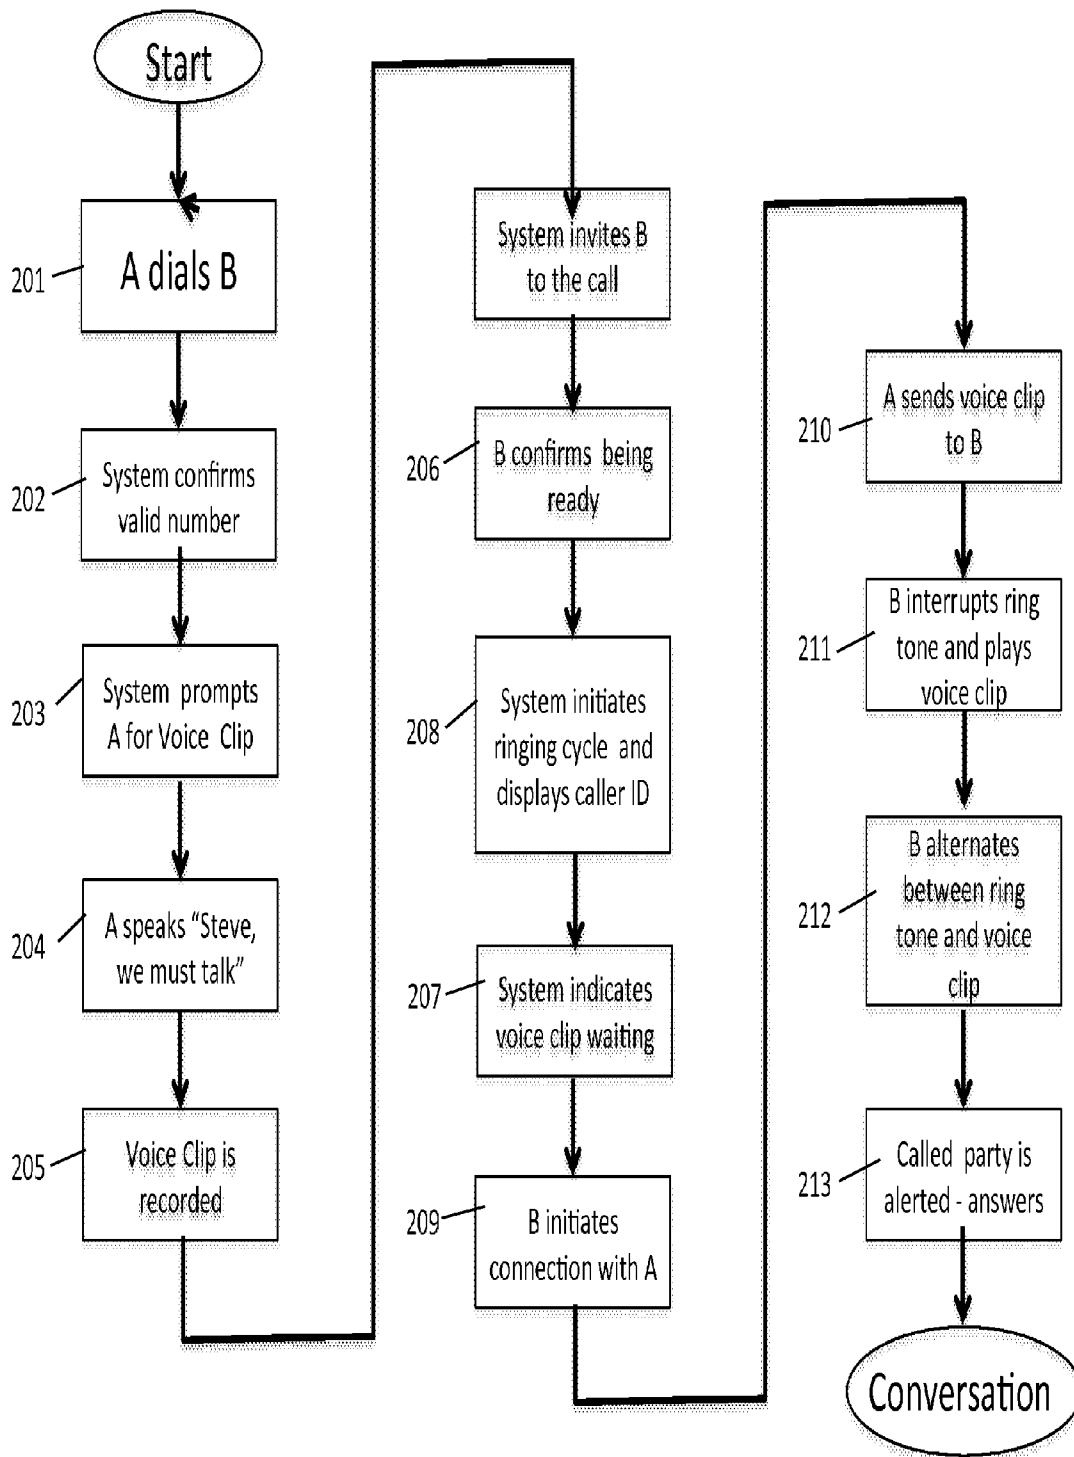 Start
201
A dials B
202
System confirms
valid number
203
System prompts
A for Voice Clip
204
A speaks “Steve,
we must talk”
205
Voice Clip is
recorded
System invites B
to the call
206
B confirms being
ready
208
System initiates
ringing cycle and
displays caller ID
207
System indicates
voice clip waiting
209
B initiates
connection with A
210
A sends voice clip
to B
211
B interrupts ring
tone and plays
voice clip
212
B alternates
between ring
tone and voice
clip
213
Called party is
alerted - answers
Conversation